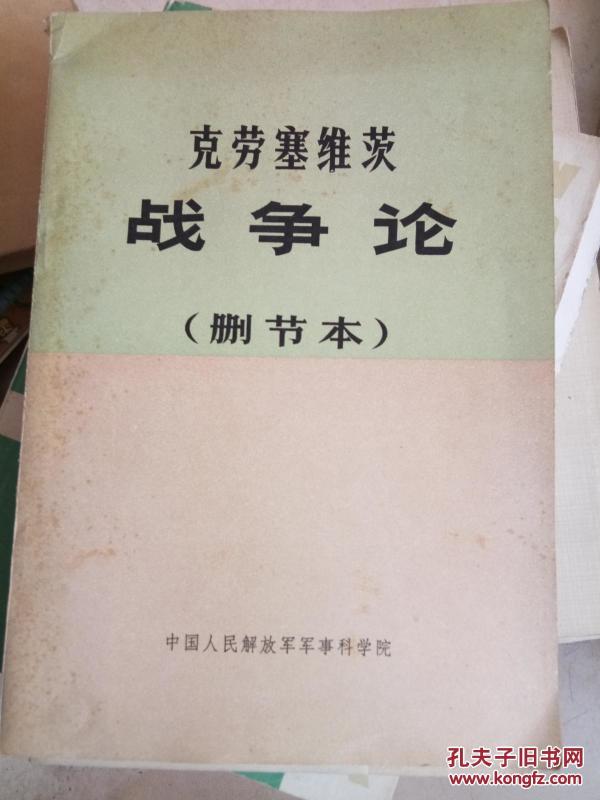 克劳塞维茨
战争论
（删节本）
中国人民解放军军事科学院
孔夫子旧书网
www.kongfz.com